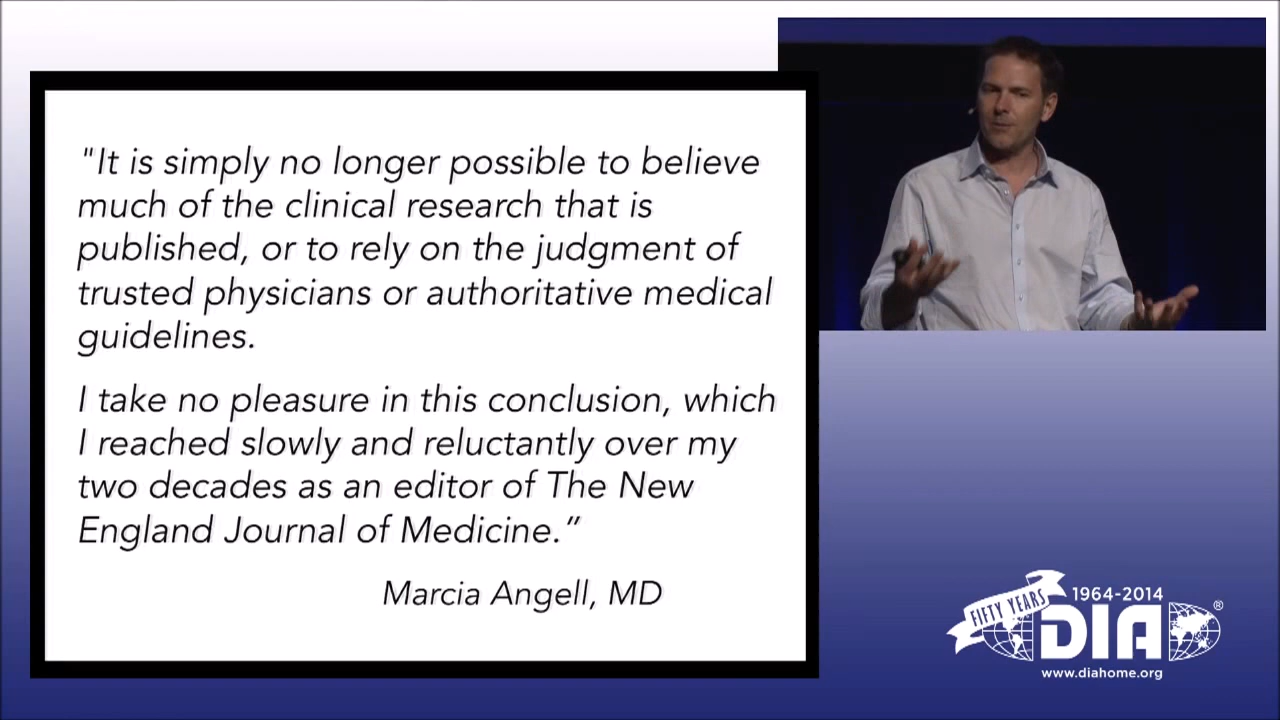 "It is simply no longer possible to believe
much of the clinical research that is
published, or to rely on the judgment of
trusted physicians or authoritative medical
guidelines.
I take no pleasure in this conclusion, which
I reached slowly and reluctantly over my
two decades as an editor of The New
England Journal of Medicine.”
Marcia Angell, MD
FIFTY YEARS
1964-2014
DIA®
www.diahome.org